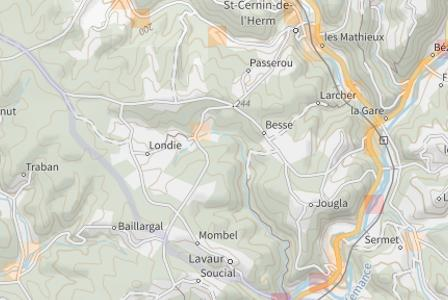 St-Cernin-de-
l'Herm
les Mathieux
200
Passerou
Larcher
244
la Gare
Besse
Londie
Traban
Jougla
Baillargal
Mombel
Sermet
Lavaur
Soucial